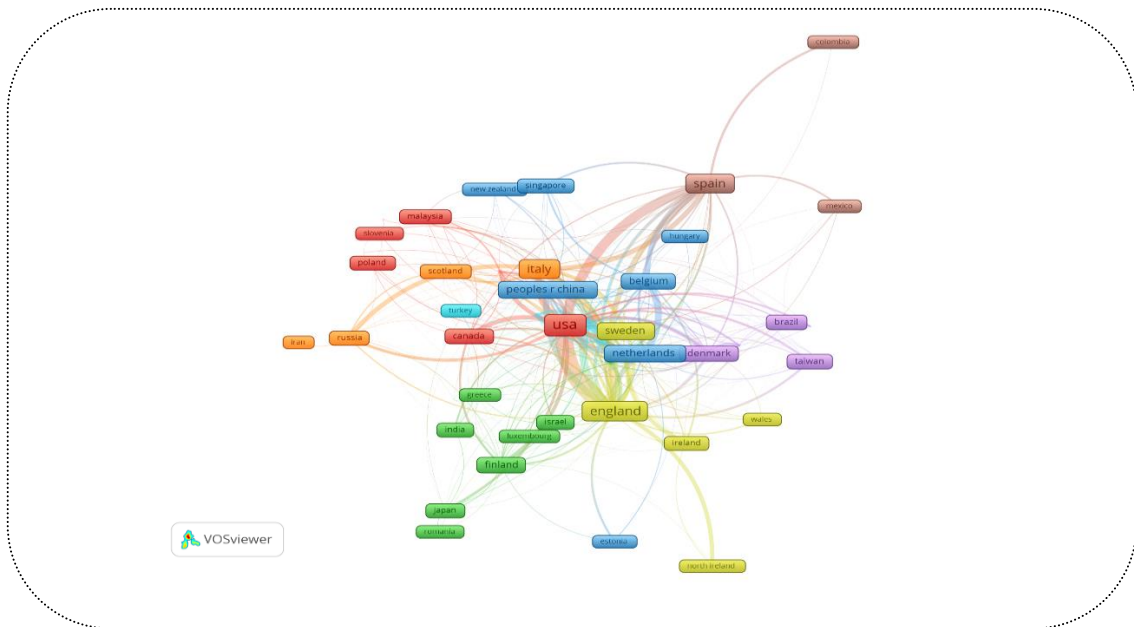 colombia
spain
singapore
new zealand
mexico
malaysia
slovenia
hungary
poland
scotland
italy
belgium
peoples r china
turkey
brazil
usa
sweden
canada
russia
iran
netherlands
denmark
taiwan
greece
england
wales
israel
india
luxembourg
ireland
finland
japan
romania
VOSviewer
estonia
north ireland